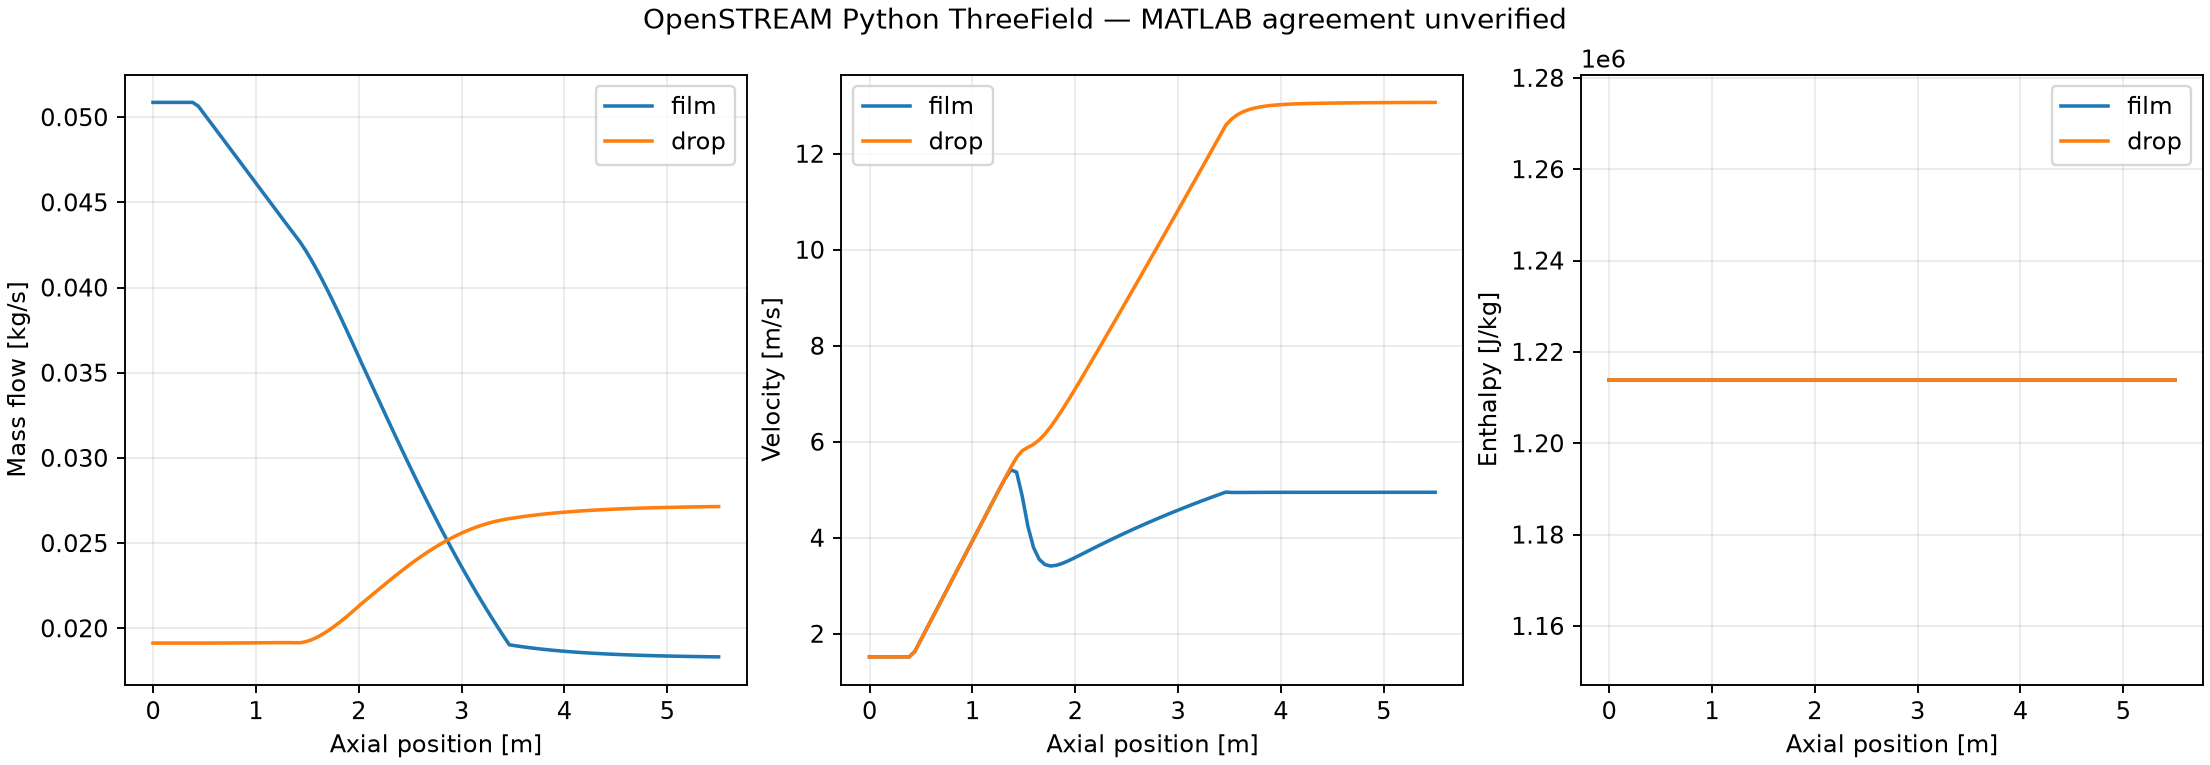 OpenSTREAM Python ThreeField — MATLAB agreement unverified
Mass flow [kg/s]
0.050
0.045
0.040
0.035
0.030
0.025
0.020
film
drop
0 1 2 3 4 5
Axial position [m]
Velocity [m/s]
12
10
8
6
4
2
film
drop
0 1 2 3 4 5
Axial position [m]
1e6
Enthalpy [J/kg]
1.28
1.26
1.24
1.22
1.20
1.18
1.16
film
drop
0 1 2 3 4 5
Axial position [m]